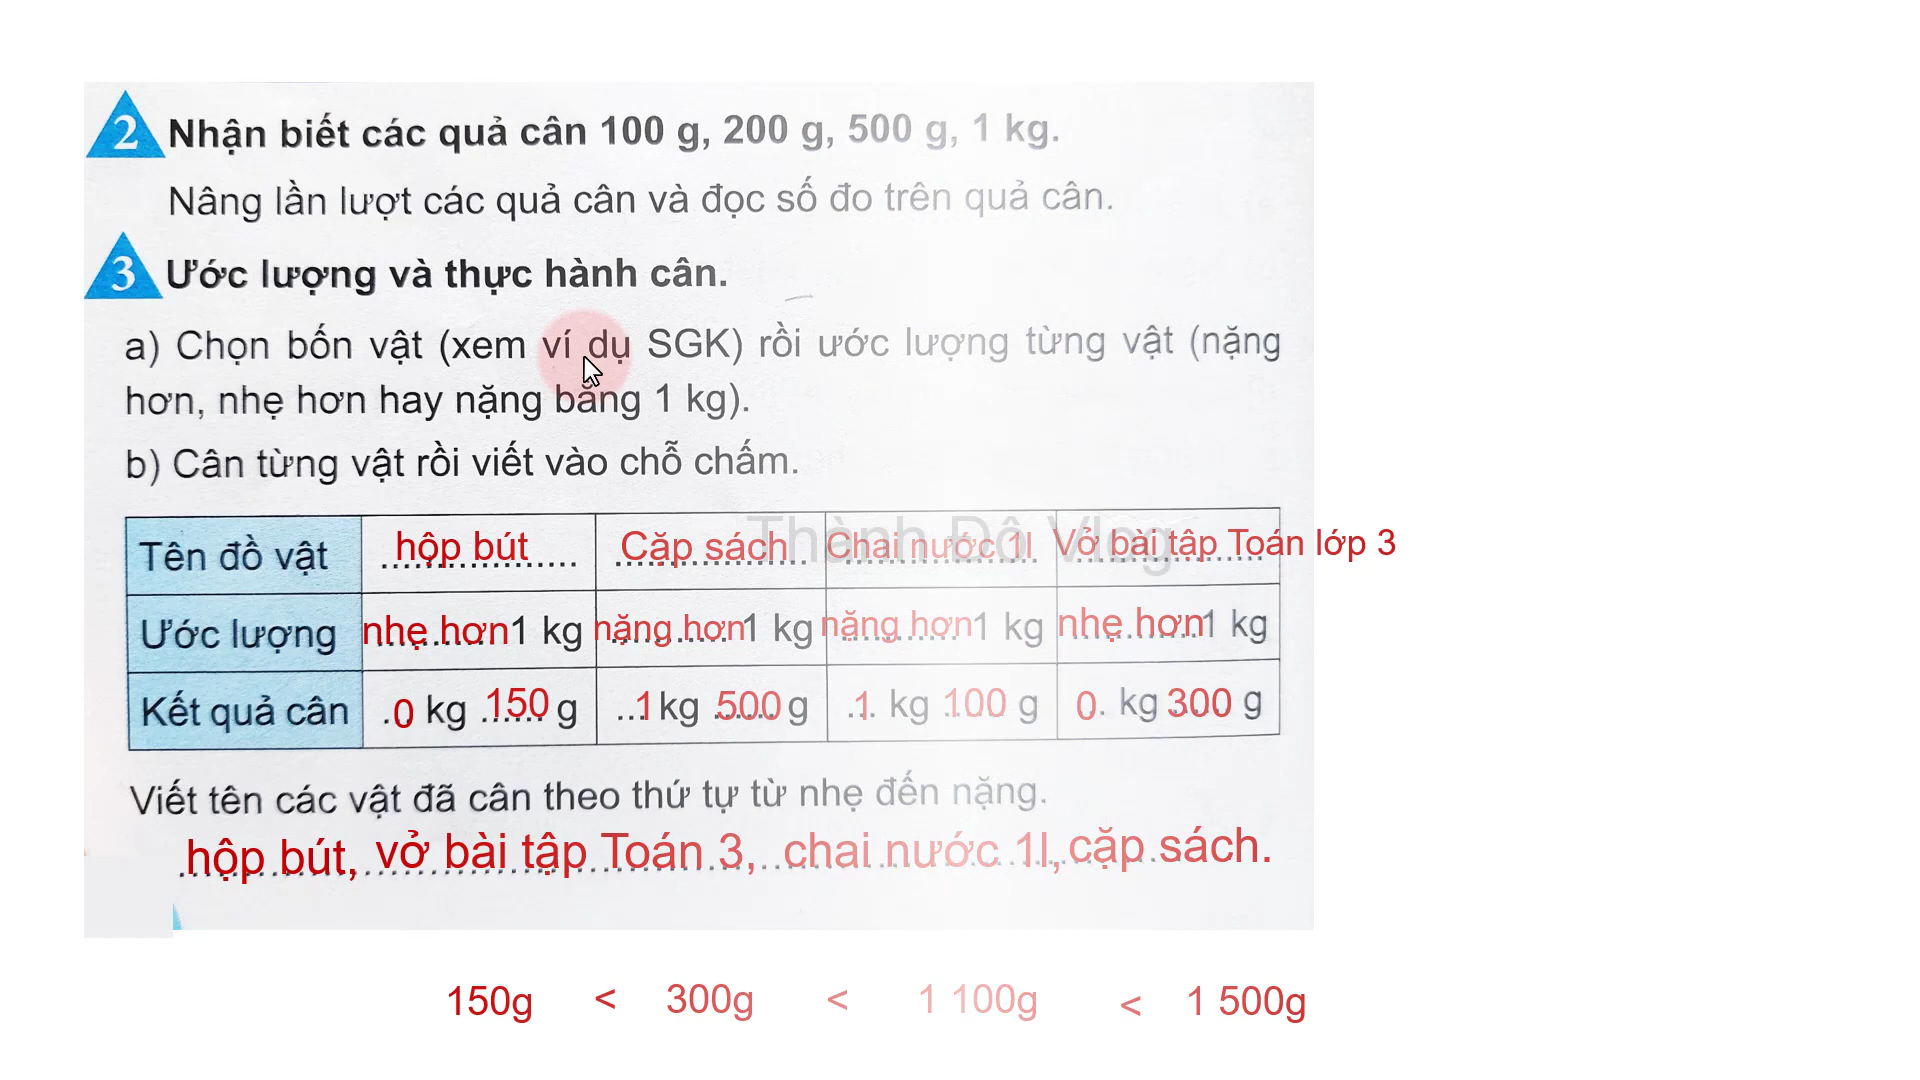 2 Nhận biết các quả cân 100 g, 200 g, 500 g, 1 kg.
Nâng lần lượt các quả cân và đọc số đo trên quả cân.
3 Ước lượng và thực hành cân.
a) Chọn bốn vật (xem ví dụ SGK) rồi ước lượng từng vật (nặng
hơn, nhẹ hơn hay nặng bằng 1 kg).
b) Cân từng vật rồi viết vào chỗ chấm.
Thành Đô Vlog
Tên đồ vật hộp bút Cặp sách Chai nước 1l Vở bài tập Toán lớp 3
Ước lượng nhẹ hơn 1 kg nặng hơn 1 kg nặng hơn 1 kg nhẹ hơn 1 kg
Kết quả cân 0 kg 150 g 1 kg 500 g 1 kg 100 g 0 kg 300 g
Viết tên các vật đã cân theo thứ tự từ nhẹ đến nặng.
hộp bút, vở bài tập Toán 3, chai nước 1l, cặp sách.
150g < 300g < 1 100g < 1 500g